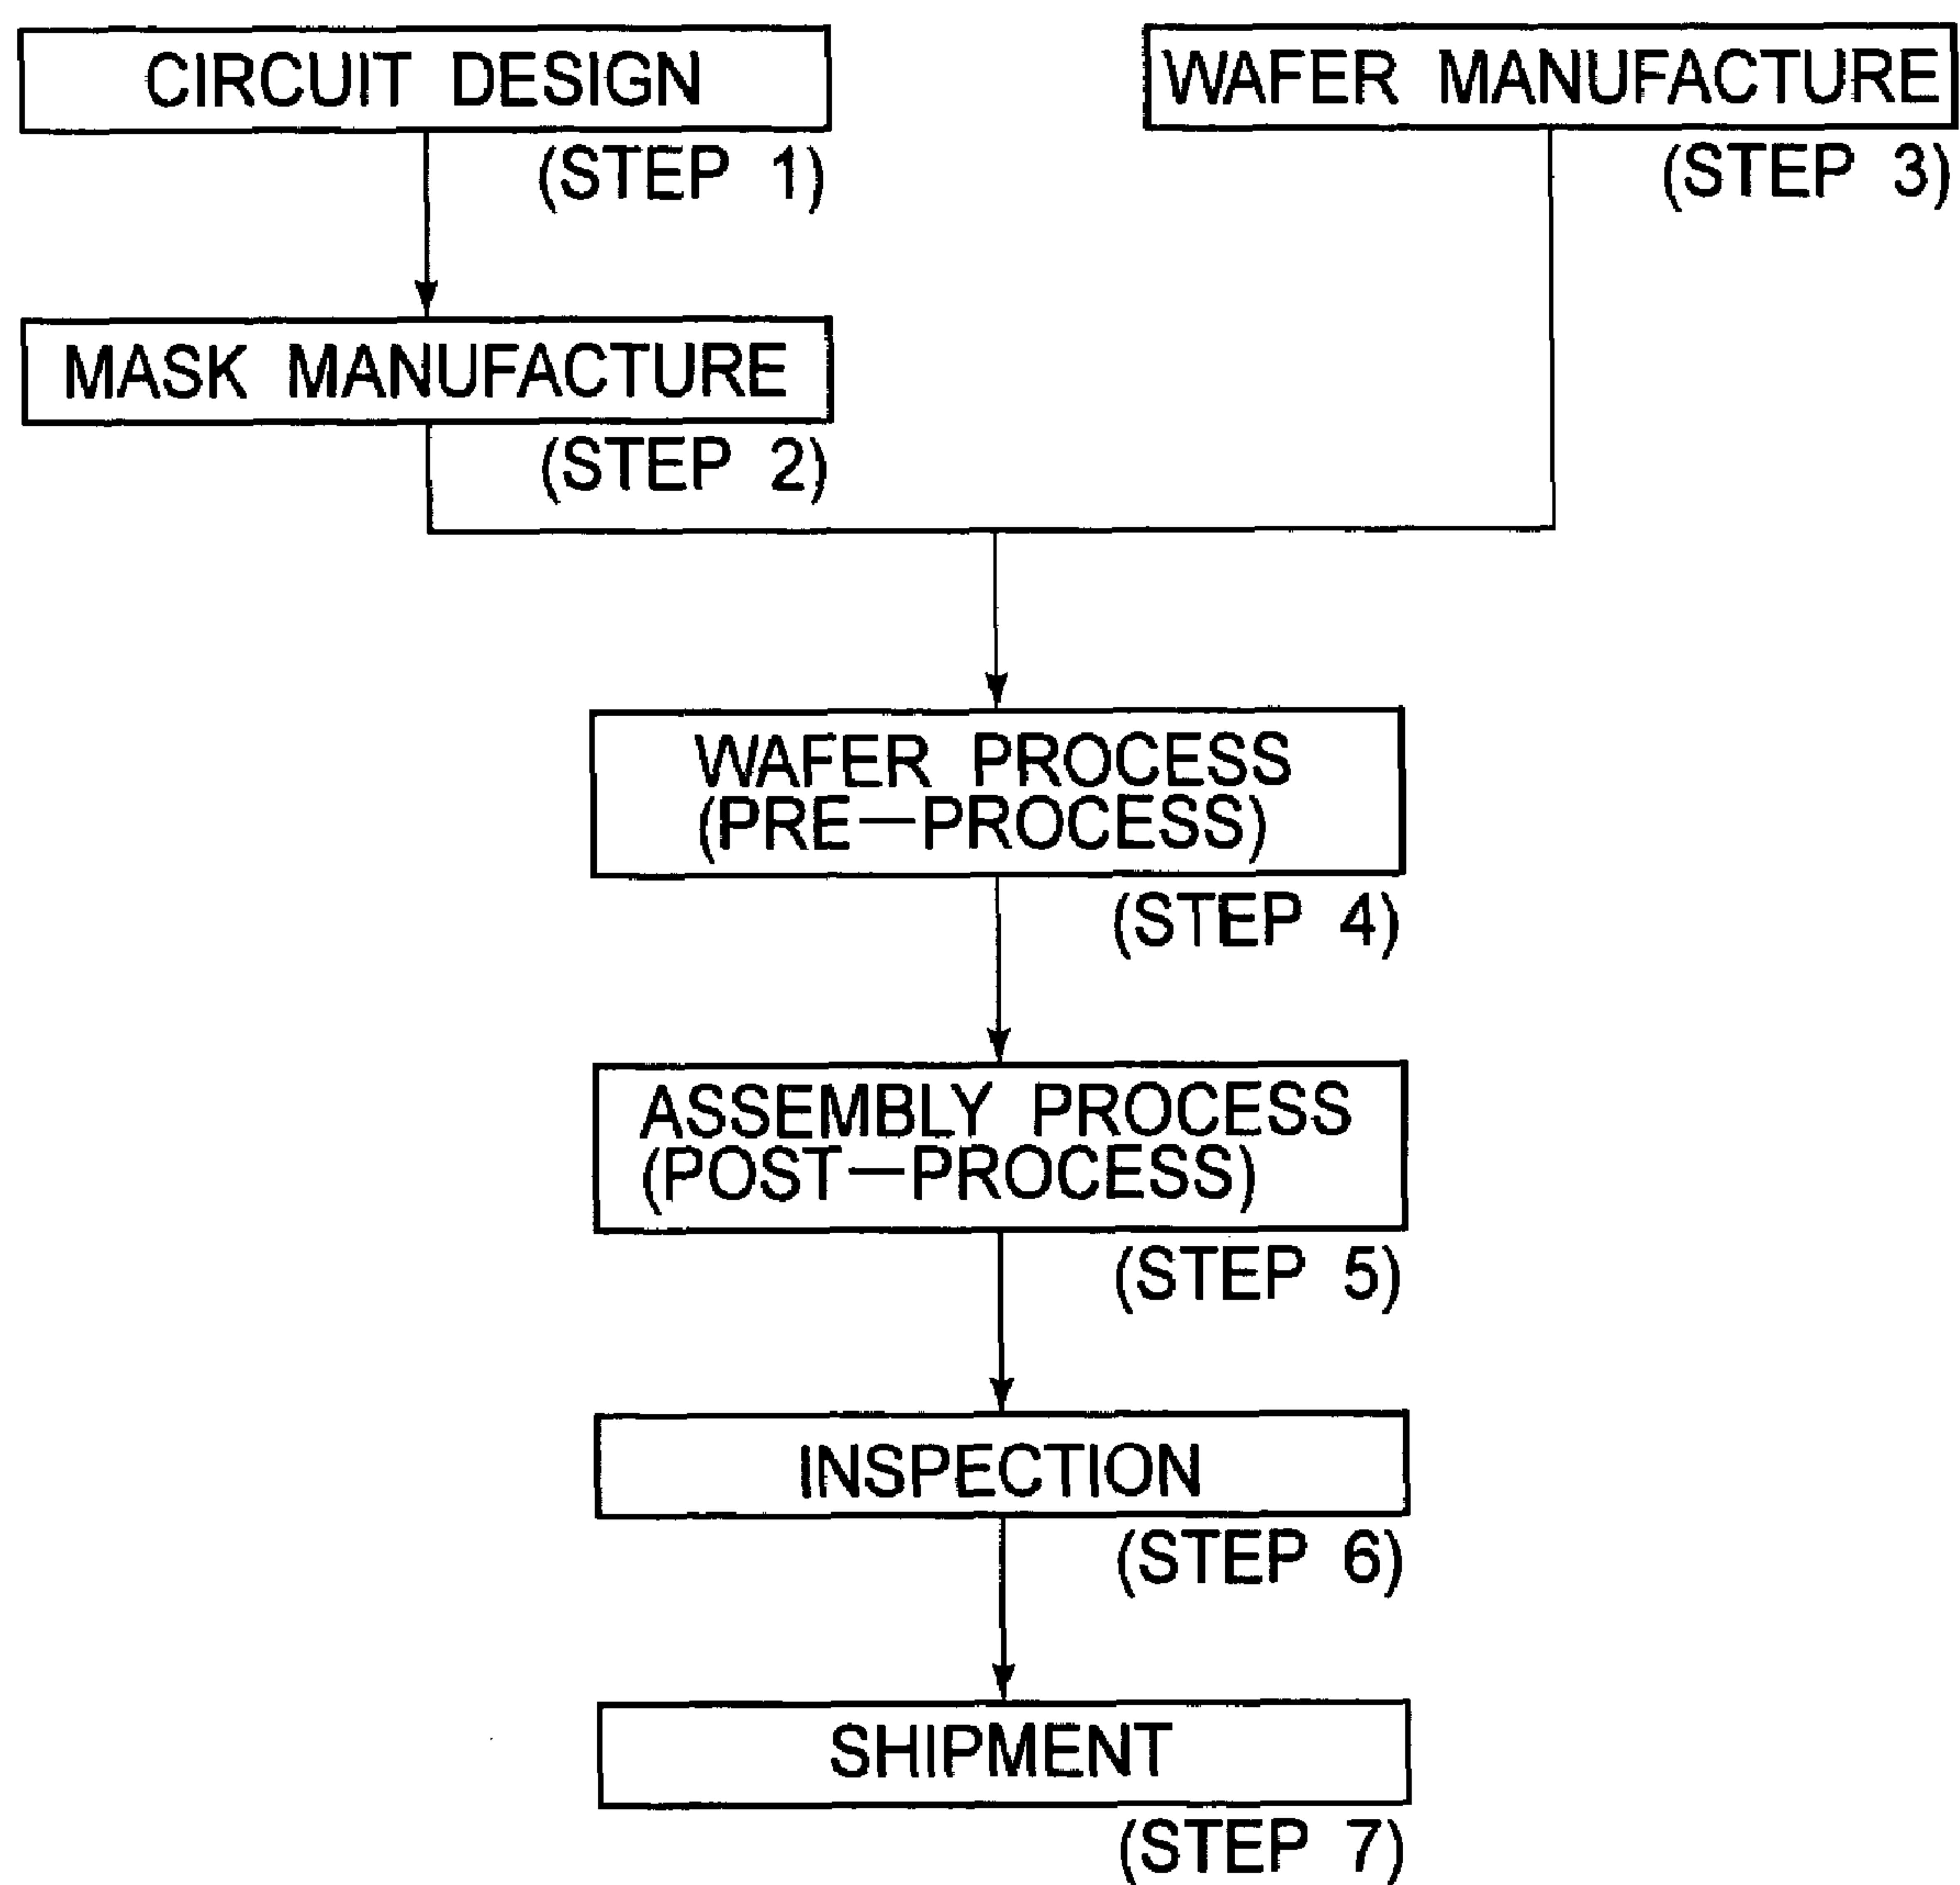 CIRCUIT DESIGN
(STEP 1)
WAFER MANUFACTURE
(STEP 3)
MASK MANUFACTURE
(STEP 2)
WAFER PROCESS
(PRE—PROCESS)
(STEP 4)
ASSEMBLY PROCESS
(POST—PROCESS)
(STEP 5)
INSPECTION
(STEP 6)
SHIPMENT
(STEP 7)